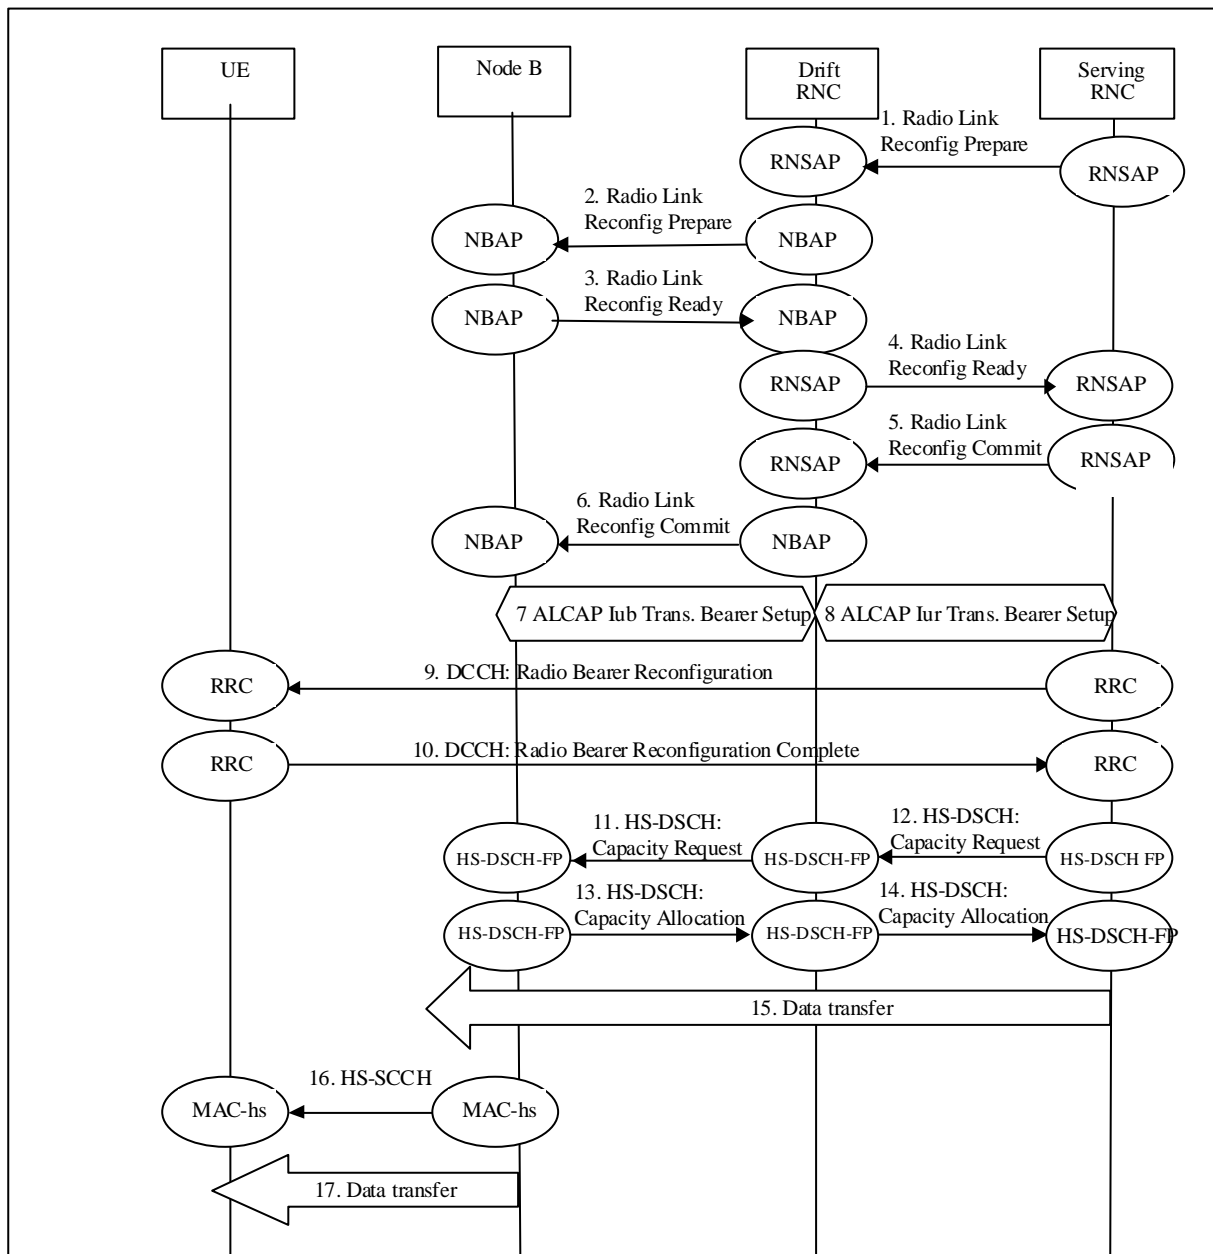 UE
Node B
Drift
RNC
Serving
RNC
1. Radio Link
Reconfig Prepare
RNSAP
RNSAP
2. Radio Link
Reconfig Prepare
NBAP
NBAP
3. Radio Link
Reconfig Ready
NBAP
NBAP
4. Radio Link
Reconfig Ready
RNSAP
RNSAP
5. Radio Link
Reconfig Commit
RNSAP
RNSAP
6. Radio Link
Reconfig Commit
NBAP
NBAP
7 ALCAP Iub Trans. Bearer Setup
8 ALCAP Iur Trans. Bearer Setup
9. DCCH: Radio Bearer Reconfiguration
RRC
RRC
10. DCCH: Radio Bearer Reconfiguration Complete
RRC
RRC
11. HS-DSCH:
Capacity Request
12. HS-DSCH:
Capacity Request
HS-DSCH-FP
HS-DSCH-FP
HS-DSCH FP
13. HS-DSCH:
Capacity Allocation
14. HS-DSCH:
Capacity Allocation
HS-DSCH-FP
HS-DSCH-FP
HS-DSCH-FP
15. Data transfer
16. HS-SCCH
MAC-hs
MAC-hs
17. Data transfer